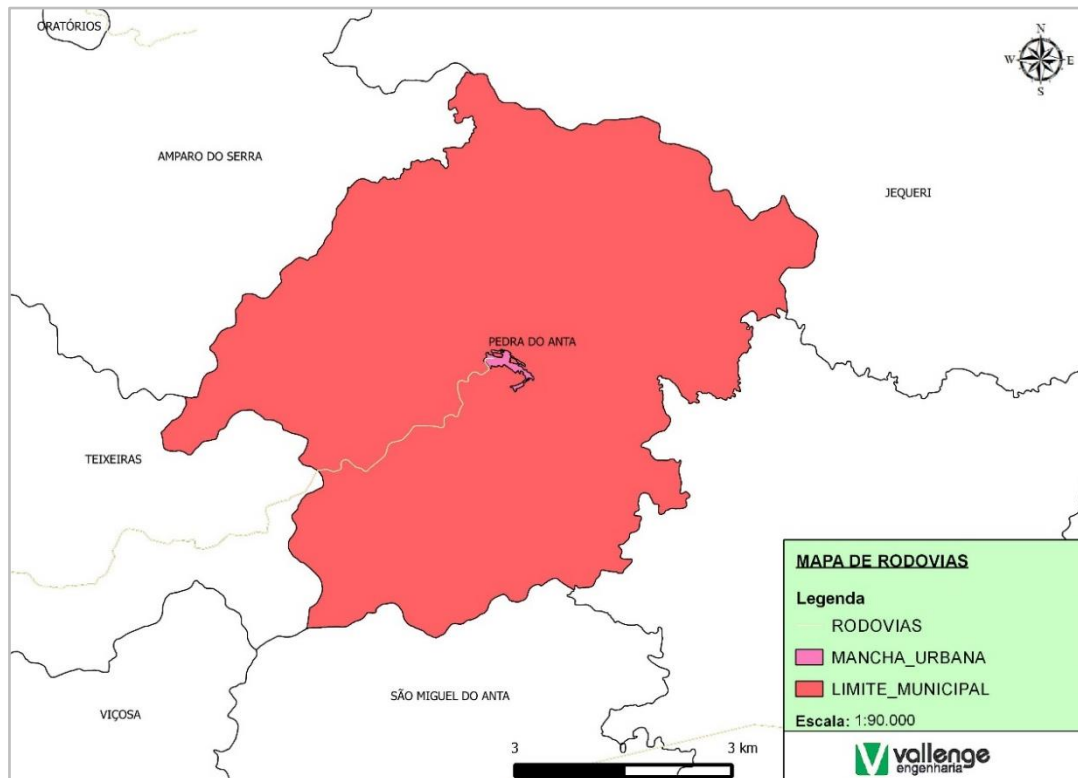 ORATÓRIOS
N
W E
S
AMPARO DO SERRA
JEQUERI
PEDRA DO ANTA
TEIXEIRAS
VIÇOSA
SÃO MIGUEL DO ANTA
3 0 3 km
MAPA DE RODOVIAS
Legenda
RODOVIAS
MANCHA_URBANA
LIMITE_MUNICIPAL
Escala: 1:90.000
vallenge
engenharia